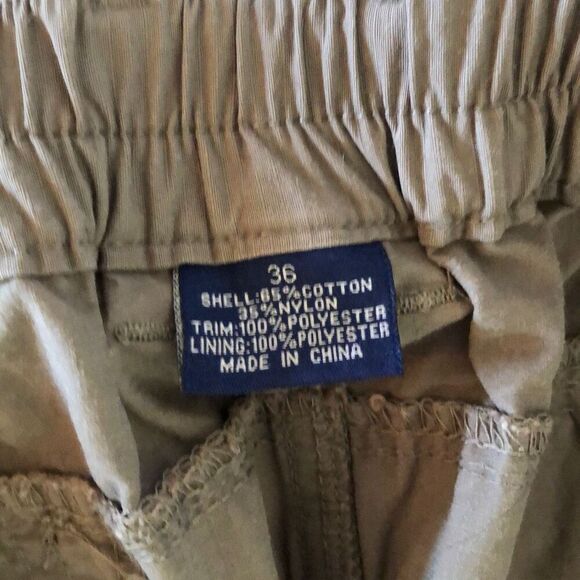 36
SHELL:65%COTTON
35%NYLON
TRIM:100%POLYESTER
LINING:100%POLYESTER
MADE IN CHINA